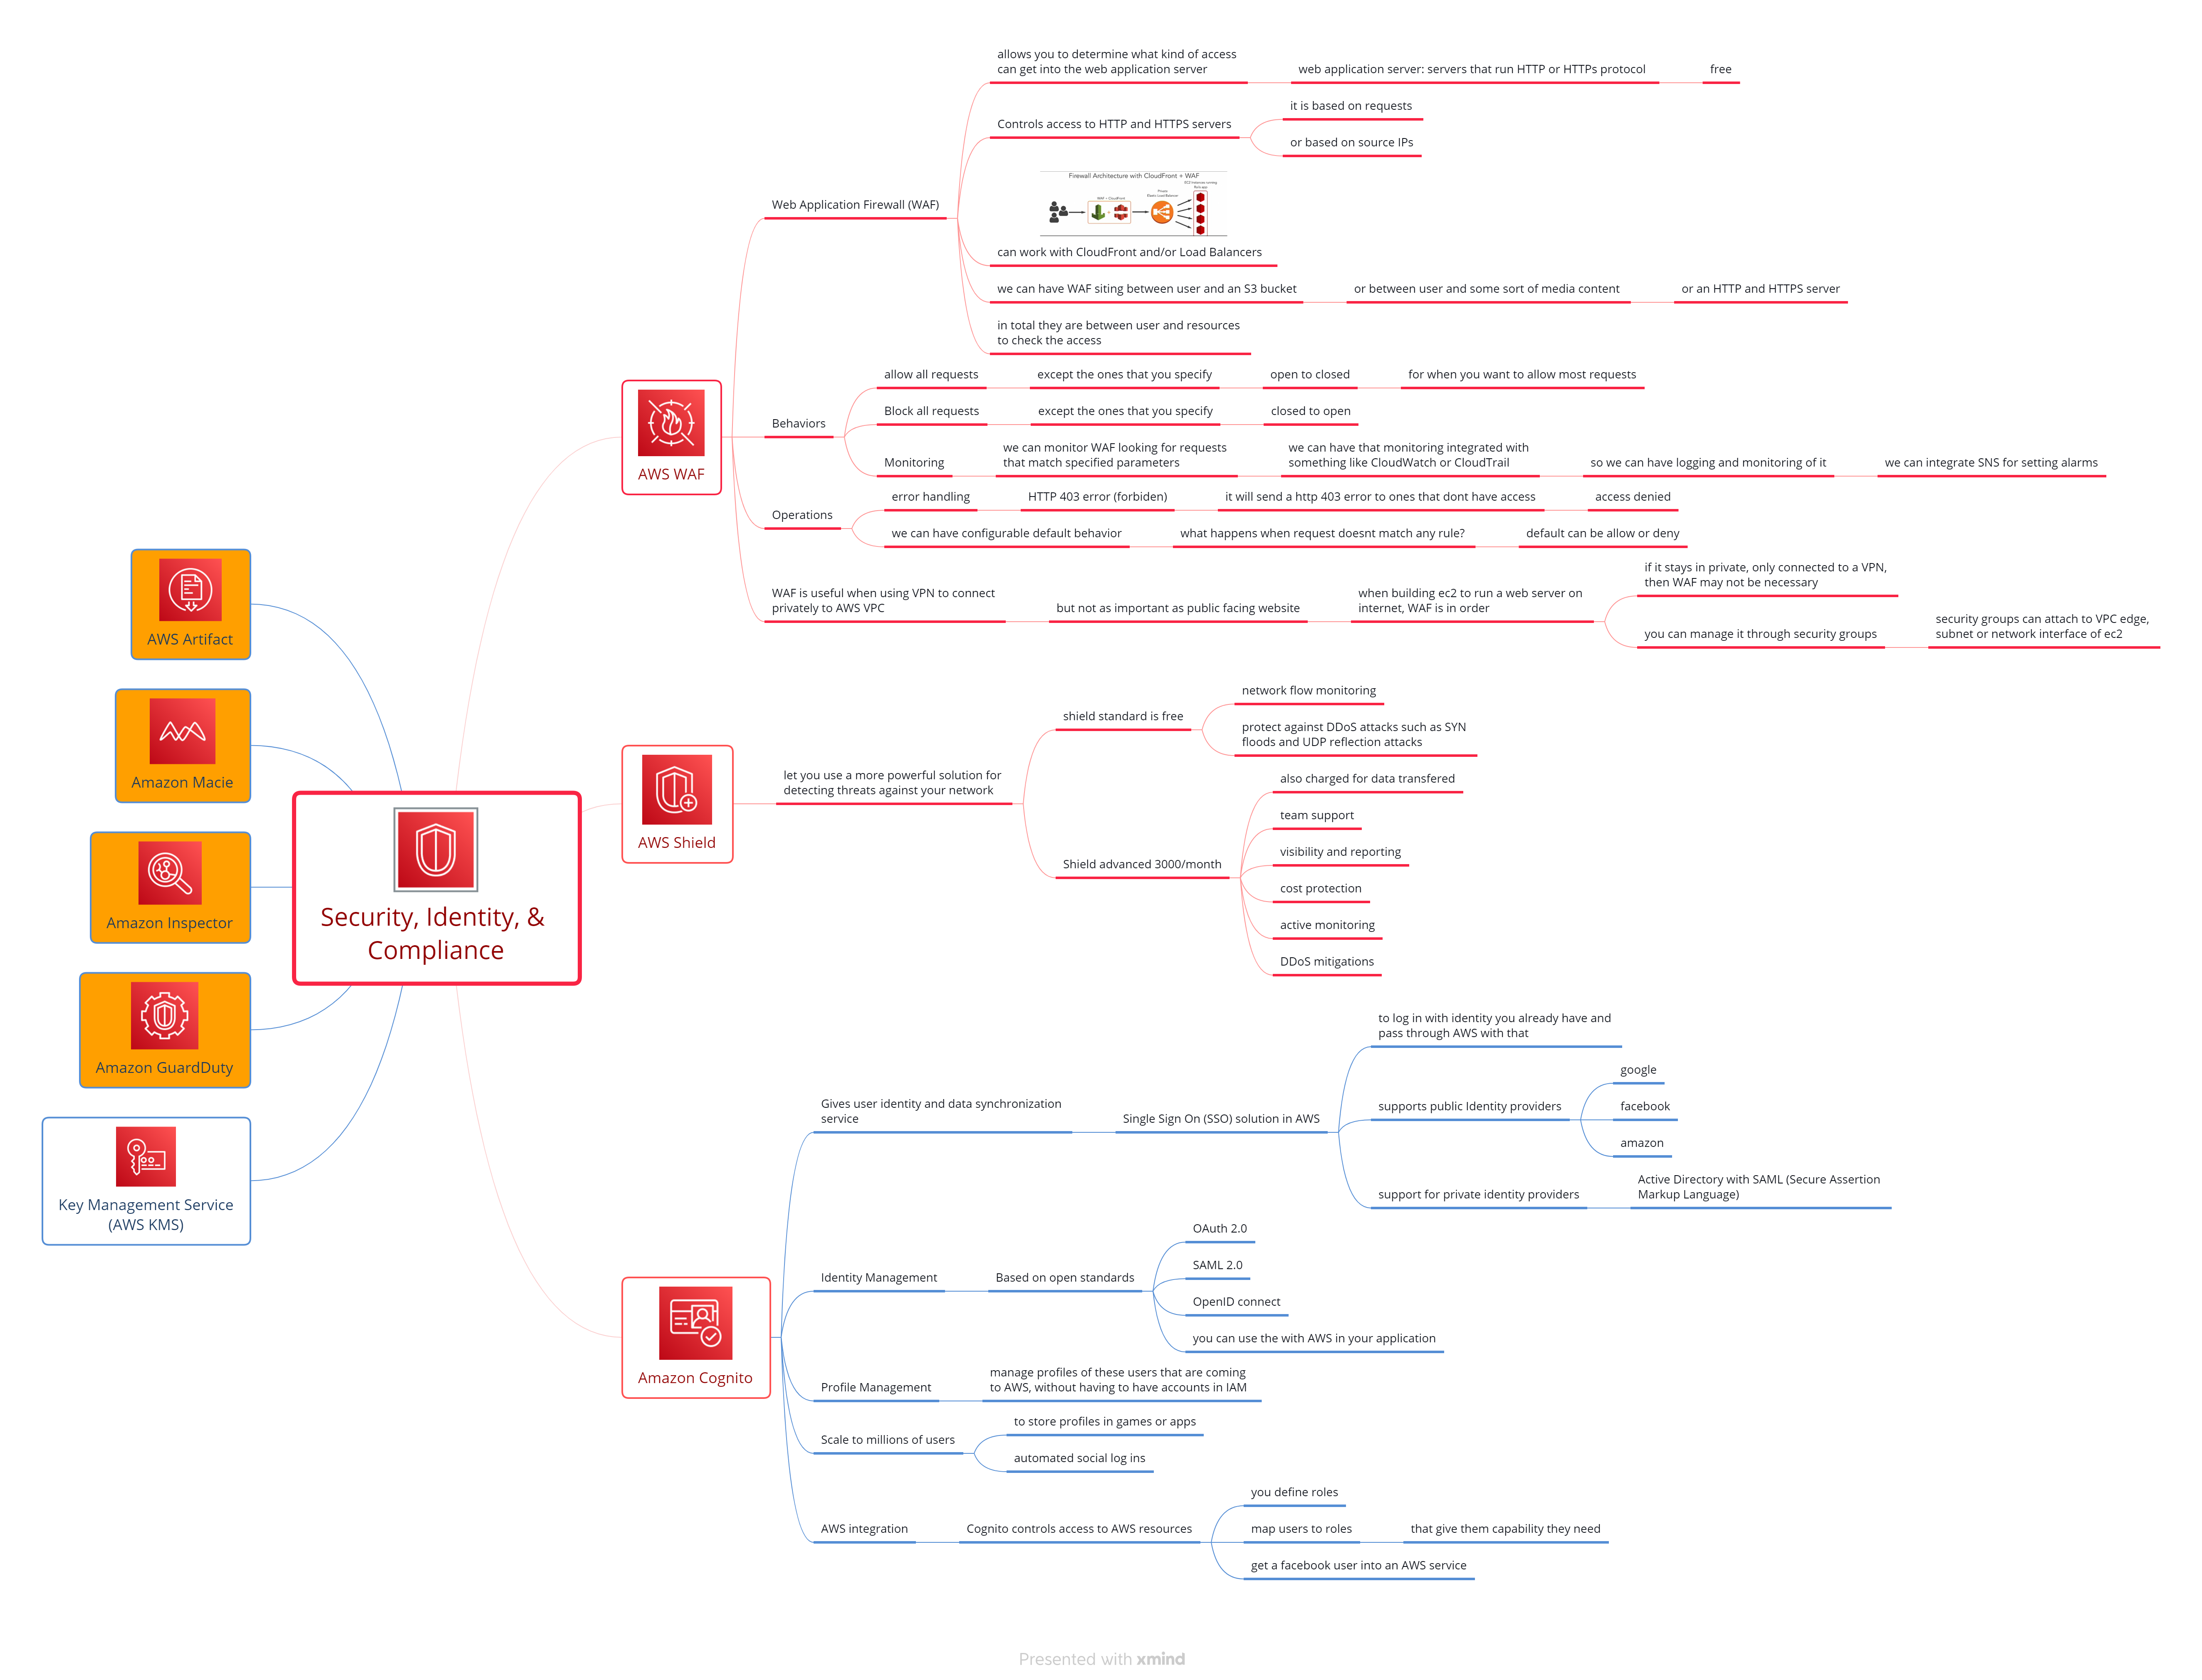 Security, Identity, &
Compliance
AWS WAF
Web Application Firewall (WAF)
allows you to determine what kind of access
can get into the web application server
web application server: servers that run HTTP or HTTPs protocol
free
Controls access to HTTP and HTTPS servers
it is based on requests
or based on source IPs
Firewall Architecture with CloudFront + WAF
can work with CloudFront and/or Load Balancers
we can have WAF siting between user and an S3 bucket
or between user and some sort of media content
or an HTTP and HTTPS server
in total they are between user and resources
to check the access
Behaviors
allow all requests
except the ones that you specify
open to closed
for when you want to allow most requests
Block all requests
except the ones that you specify
closed to open
Monitoring
we can monitor WAF looking for requests
that match specified parameters
we can have that monitoring integrated with
something like CloudWatch or CloudTrail
so we can have logging and monitoring of it
we can integrate SNS for setting alarms
Operations
error handling
HTTP 403 error (forbiden)
it will send a http 403 error to ones that dont have access
access denied
we can have configurable default behavior
what happens when request doesnt match any rule?
default can be allow or deny
WAF is useful when using VPN to connect
privately to AWS VPC
but not as important as public facing website
when building ec2 to run a web server on
internet, WAF is in order
if it stays in private, only connected to a VPN,
then WAF may not be necessary
you can manage it through security groups
security groups can attach to VPC edge,
subnet or network interface of ec2
AWS Shield
let you use a more powerful solution for
detecting threats against your network
shield standard is free
network flow monitoring
protect against DDoS attacks such as SYN
floods and UDP reflection attacks
Shield advanced 3000/month
also charged for data transfered
team support
visibility and reporting
cost protection
active monitoring
DDoS mitigations
Amazon Cognito
Gives user identity and data synchronization
service
Single Sign On (SSO) solution in AWS
to log in with identity you already have and
pass through AWS with that
supports public Identity providers
google
facebook
amazon
support for private identity providers
Active Directory with SAML (Secure Assertion
Markup Language)
Identity Management
Based on open standards
OAuth 2.0
SAML 2.0
OpenID connect
you can use the with AWS in your application
Profile Management
manage profiles of these users that are coming
to AWS, without having to have accounts in IAM
Scale to millions of users
to store profiles in games or apps
automated social log ins
AWS integration
Cognito controls access to AWS resources
you define roles
map users to roles
that give them capability they need
get a facebook user into an AWS service
AWS Artifact
Amazon Macie
Amazon Inspector
Amazon GuardDuty
Key Management Service
(AWS KMS)
Presented with xmind